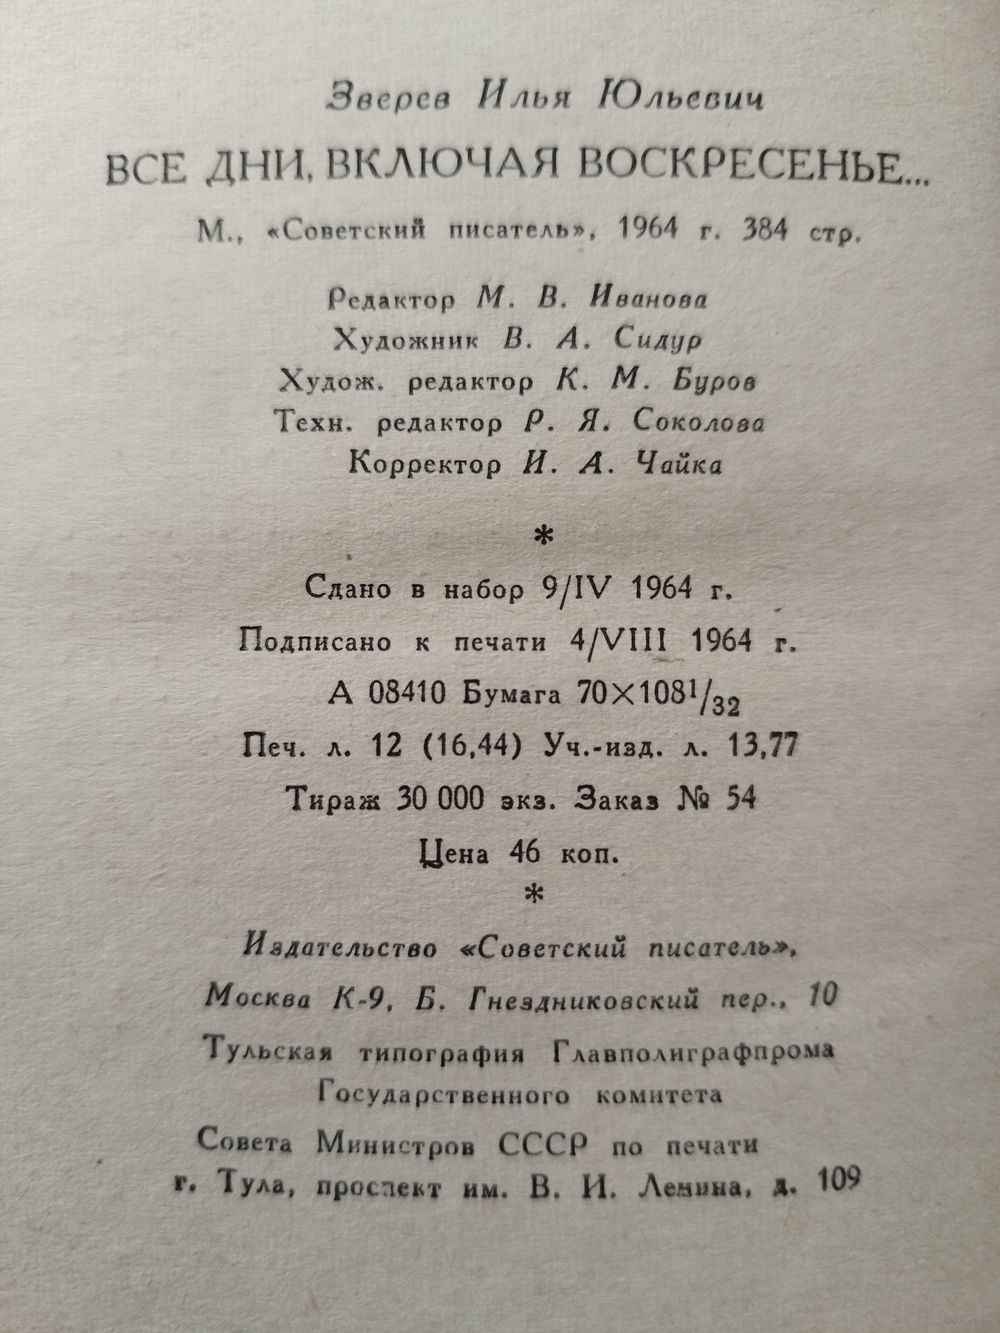 Зверев Илья Юльевич
ВСЕ ДНИ, ВКЛЮЧАЯ ВОСКРЕСЕНЬЕ...
М., «Советский писатель», 1964 г. 384 стр.
Редактор М. В. Иванова
Художник В. А. Сидур
Худож. редактор К. М. Буров
Техн. редактор Р. Я. Соколова
Корректор И. А. Чайка
*
Сдано в набор 9/IV 1964 г.
Подписано к печати 4/VIII 1964 г.
А 08410 Бумага 70×108¹/₃₂
Печ. л. 12 (16,44) Уч.-изд. л. 13,77
Тираж 30 000 экз. Заказ № 54
Цена 46 коп.
*
Издательство «Советский писатель»,
Москва К-9, Б. Гнездниковский пер., 10
Тульская типография Главполиграфпрома
Государственного комитета
Совета Министров СССР по печати
г. Тула, проспект им. В. И. Ленина, д. 109